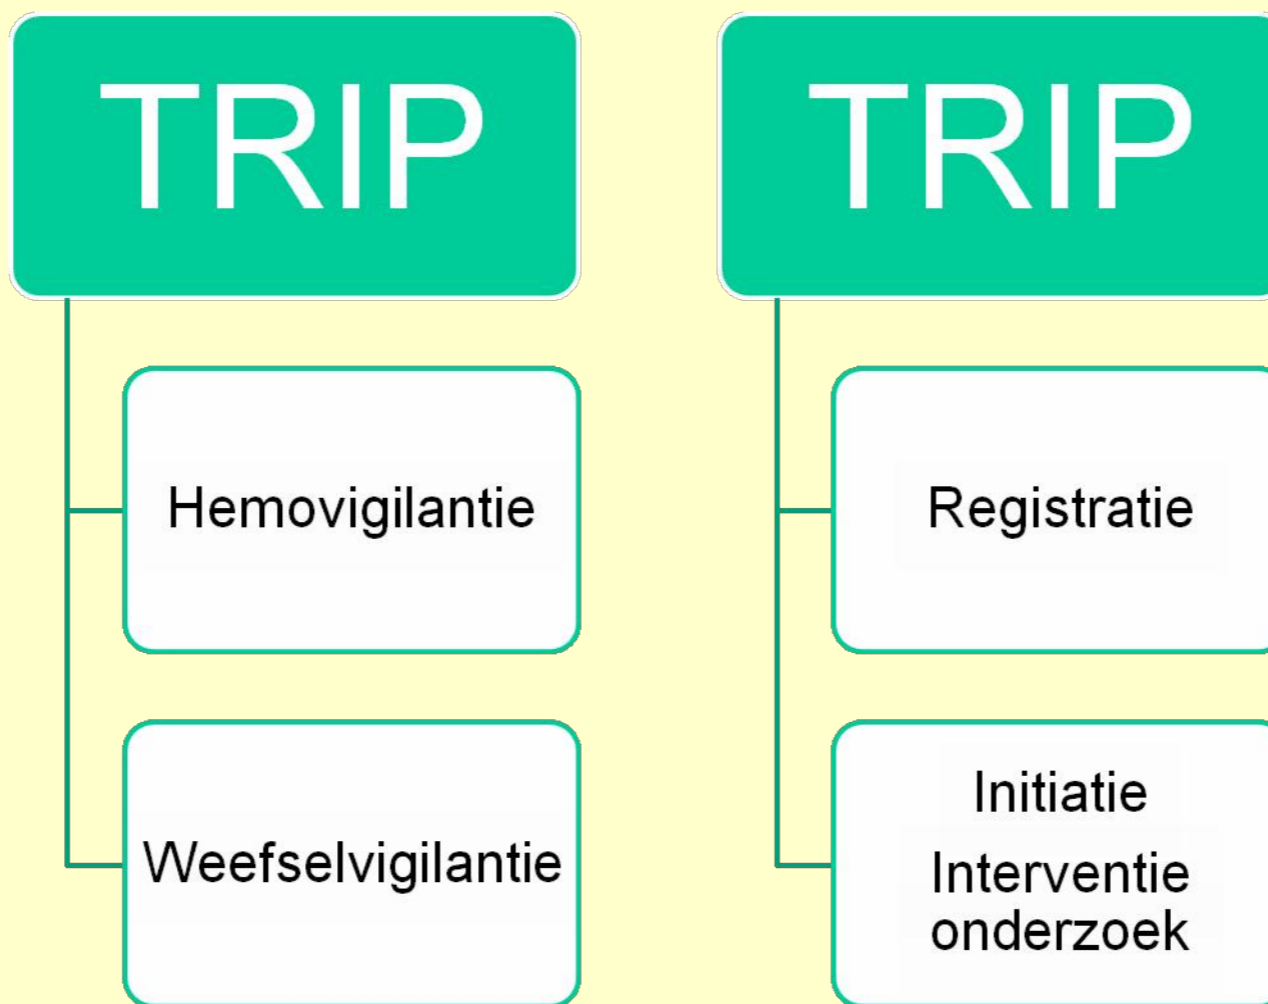 TRIP
Hemovigilantie
Weefselvigilantie
TRIP
Registratie
Initiatie
Interventie
onderzoek